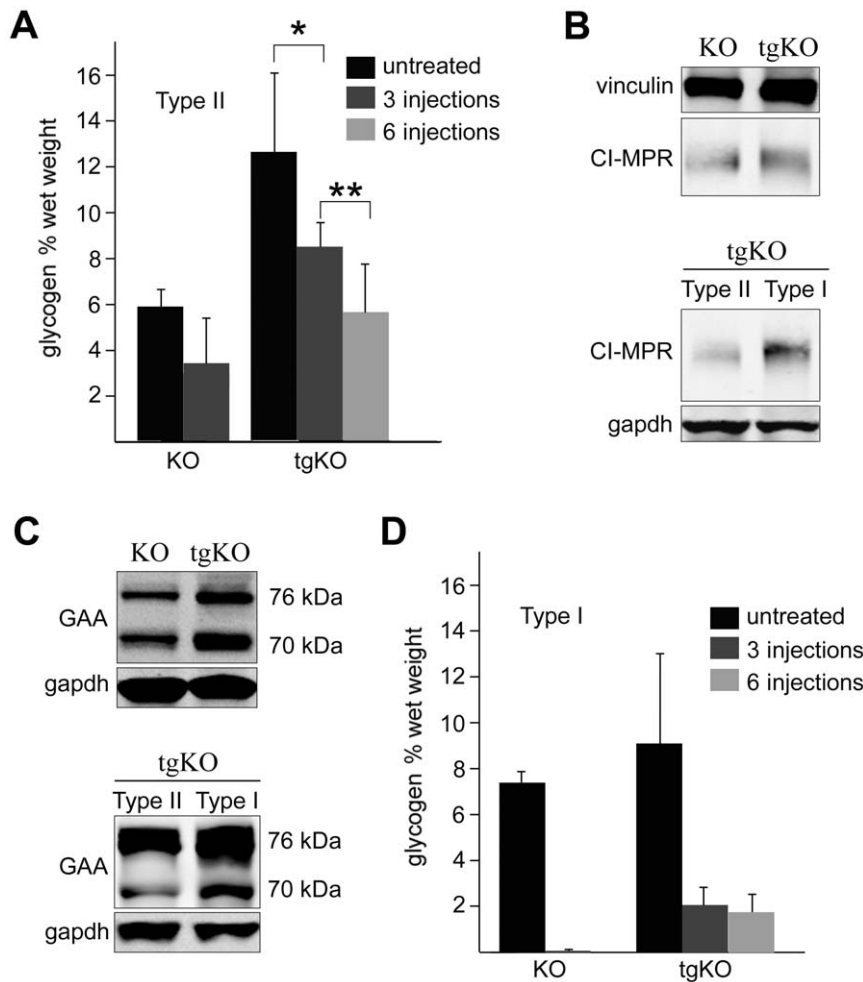 A
glycogen % wet weight
16
14
12
10
8
6
4
2
Type II
*
**
untreated
3 injections
6 injections
KO
tgKO
B
KO tgKO
vinculin
CI-MPR
tgKO
Type II Type I
CI-MPR
gapdh
C
KO tgKO
GAA
76 kDa
70 kDa
gapdh
tgKO
Type II Type I
GAA
76 kDa
70 kDa
gapdh
D
glycogen % wet weight
16
14
12
10
8
6
4
2
Type I
untreated
3 injections
6 injections
KO
tgKO